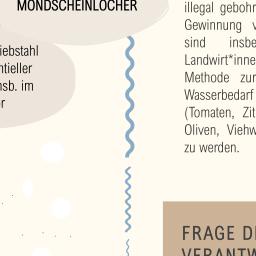 MONDSCHEINLÖCHER
iebstahl
ntieller
nsb. im
r
illegal gebohr
Gewinnung v
sind insbe
Landwirt*inne
Methode zur
Wasserbedarf
(Tomaten, Zit
Oliven, Viehw
zu werden.
FRAGE DE
VERANTW